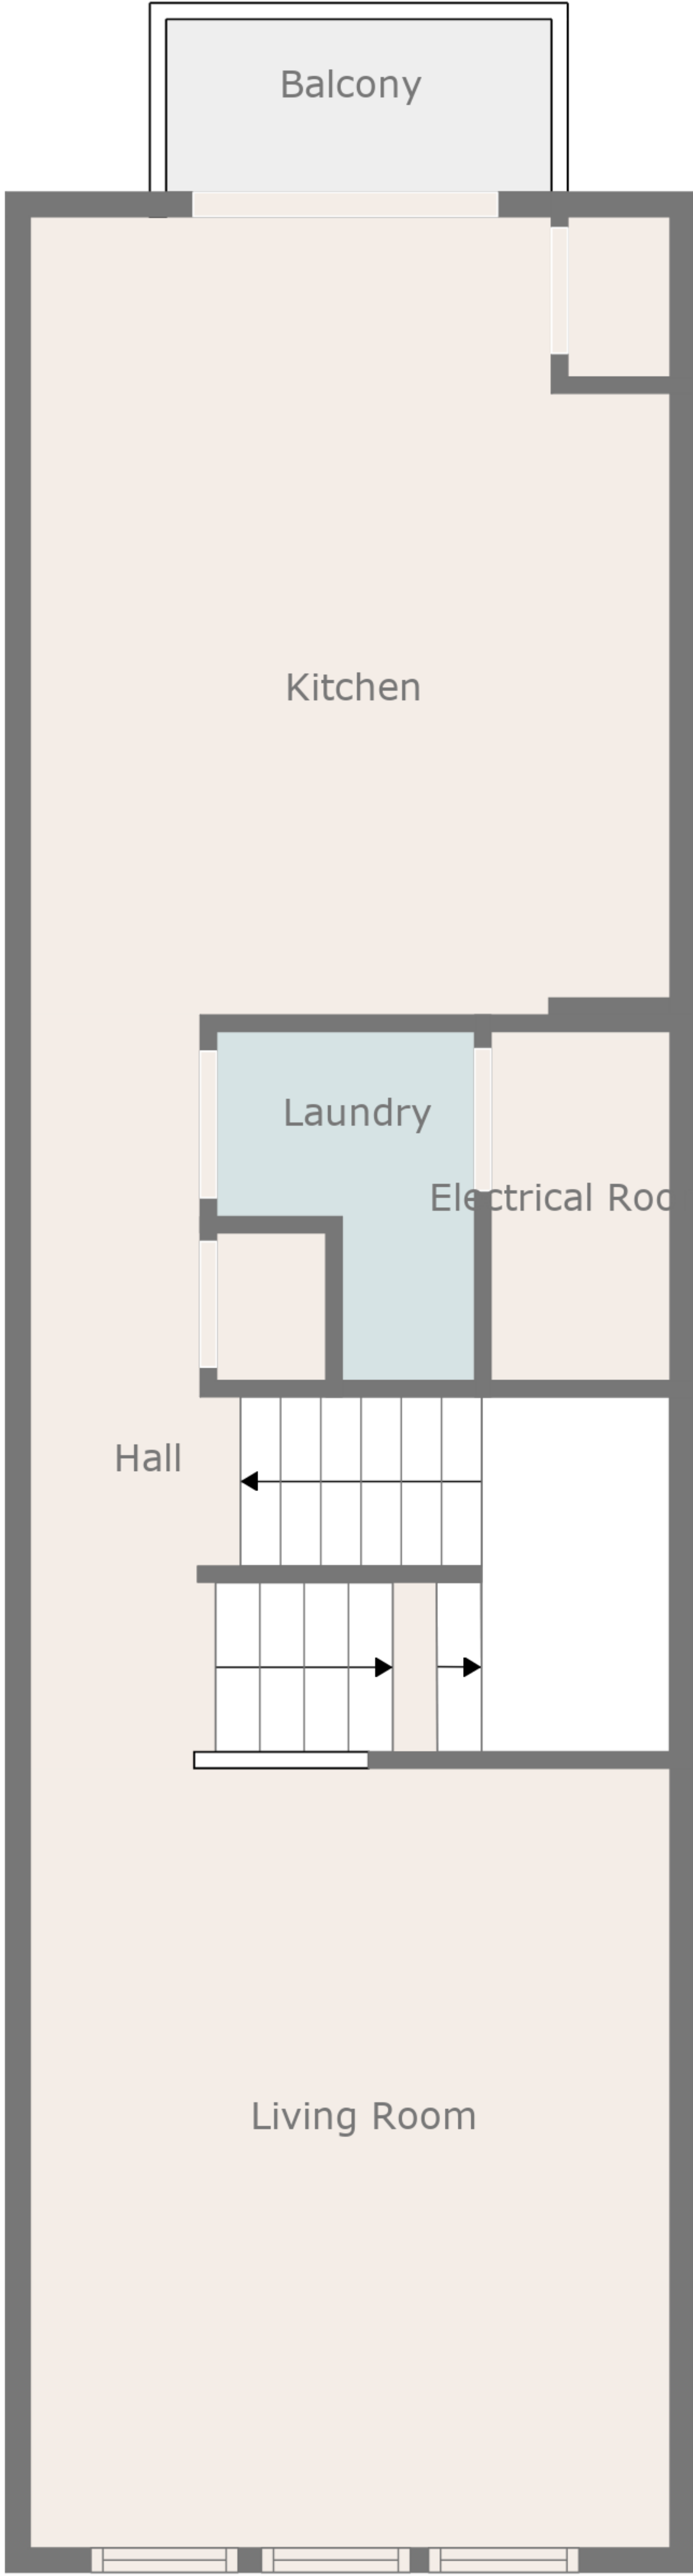 Balcony
Kitchen
Laundry
Electrical Roo
Hall
Living Room